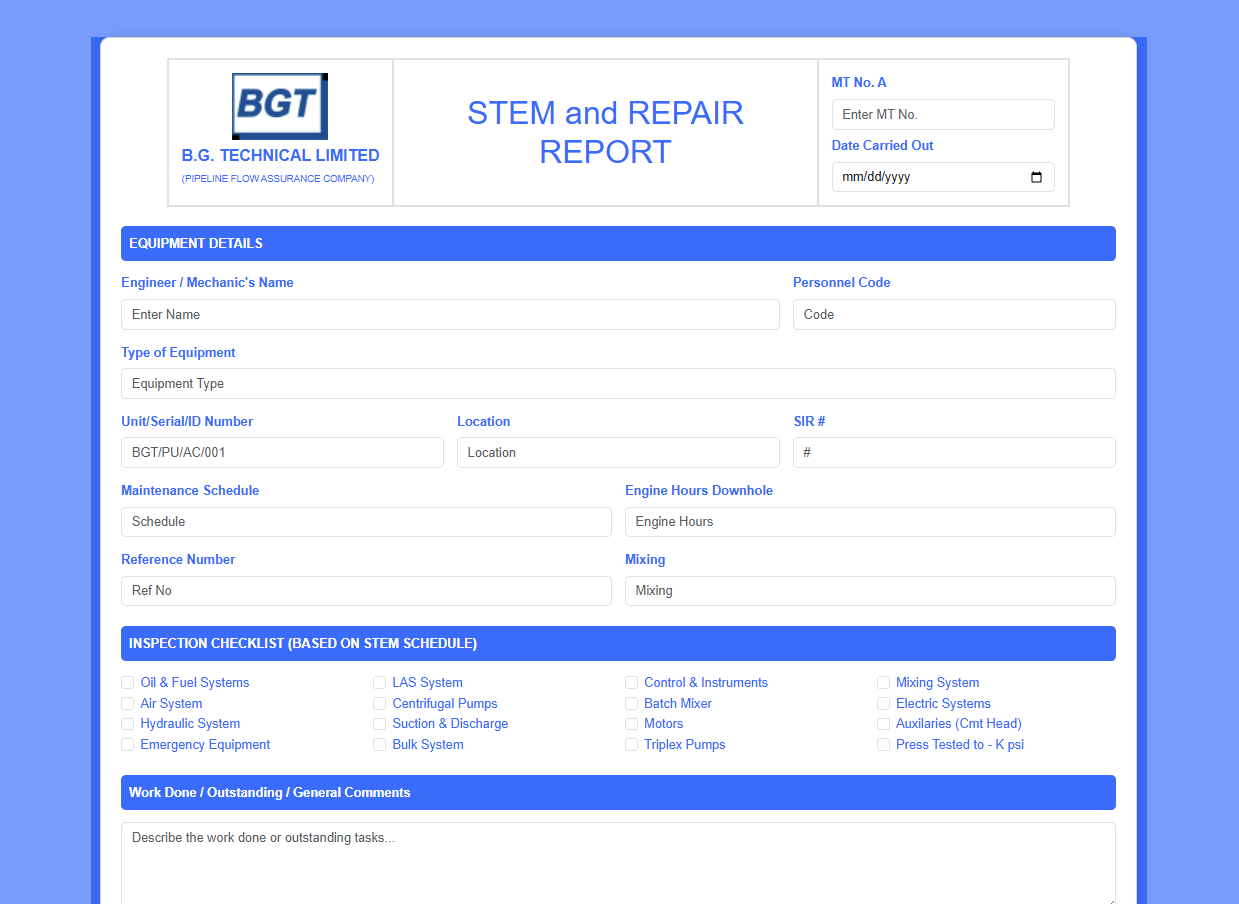 BGT
B.G. TECHNICAL LIMITED
(PIPELINE FLOW ASSURANCE COMPANY)
STEM and REPAIR
REPORT
MT No. A
Enter MT No.
Date Carried Out
mm/dd/yyyy
EQUIPMENT DETAILS
Engineer / Mechanic's Name
Personnel Code
Enter Name
Code
Type of Equipment
Equipment Type
Unit/Serial/ID Number
Location
SIR #
BGT/PU/AC/001
Location
#
Maintenance Schedule
Engine Hours Downhole
Schedule
Engine Hours
Reference Number
Mixing
Ref No
Mixing
INSPECTION CHECKLIST (BASED ON STEM SCHEDULE)
Oil & Fuel Systems
LAS System
Control & Instruments
Mixing System
Air System
Centrifugal Pumps
Batch Mixer
Electric Systems
Hydraulic System
Suction & Discharge
Motors
Auxilaries (Cmt Head)
Emergency Equipment
Bulk System
Triplex Pumps
Press Tested to - K psi
Work Done / Outstanding / General Comments
Describe the work done or outstanding tasks...